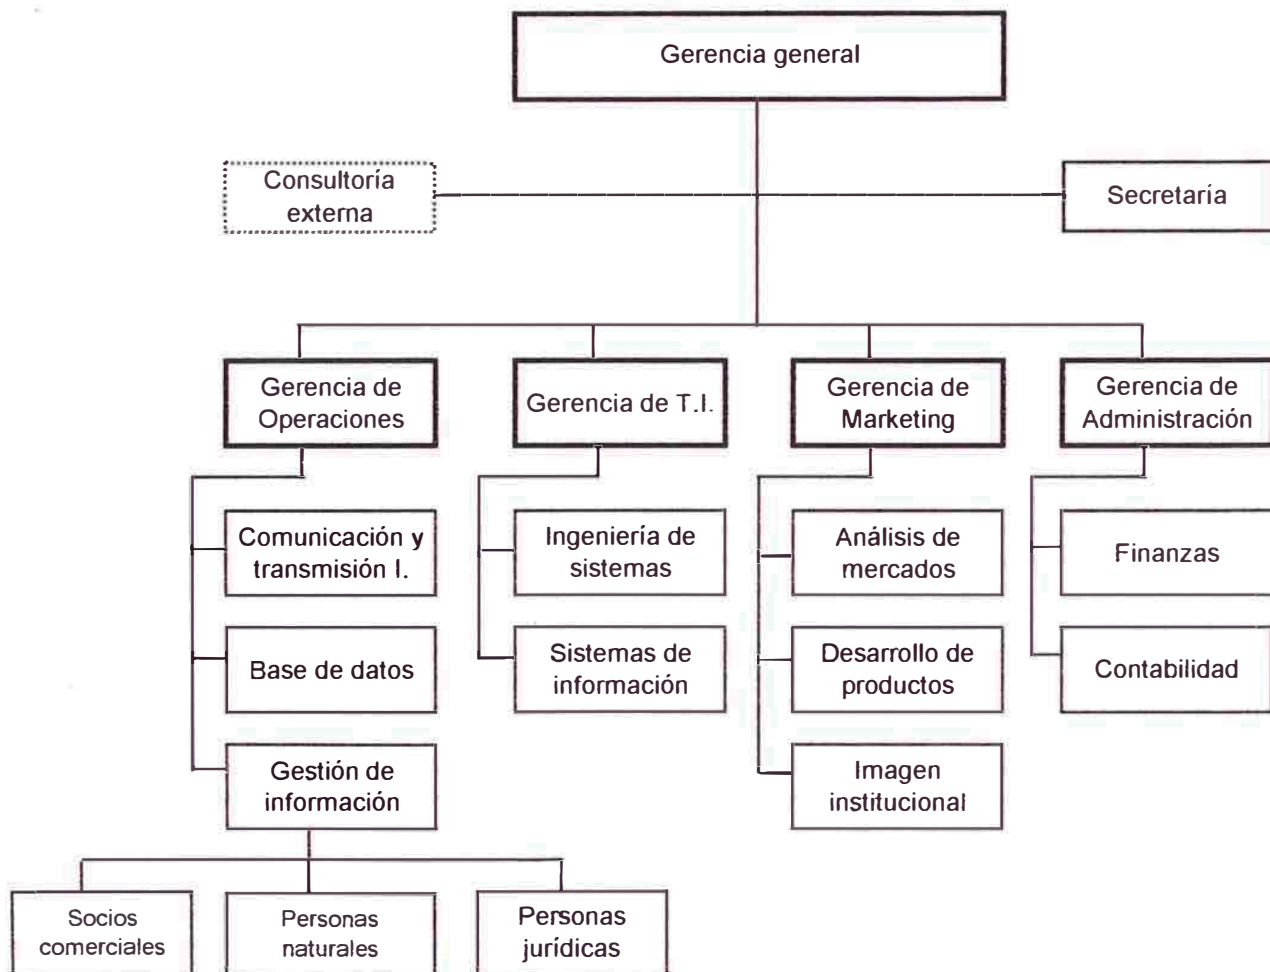 Gerencia general
Consultoría
externa
Secretaría
Gerencia de
Operaciones
Gerencia de T.I.
Gerencia de
Marketing
Gerencia de
Administración
Comunicación y
transmisión I.
Ingeniería de
sistemas
Análisis de
mercados
Finanzas
Base de datos
Sistemas de
información
Desarrollo de
productos
Contabilidad
Gestión de
información
Imagen
institucional
Socios
comerciales
Personas
naturales
Personas
jurídicas